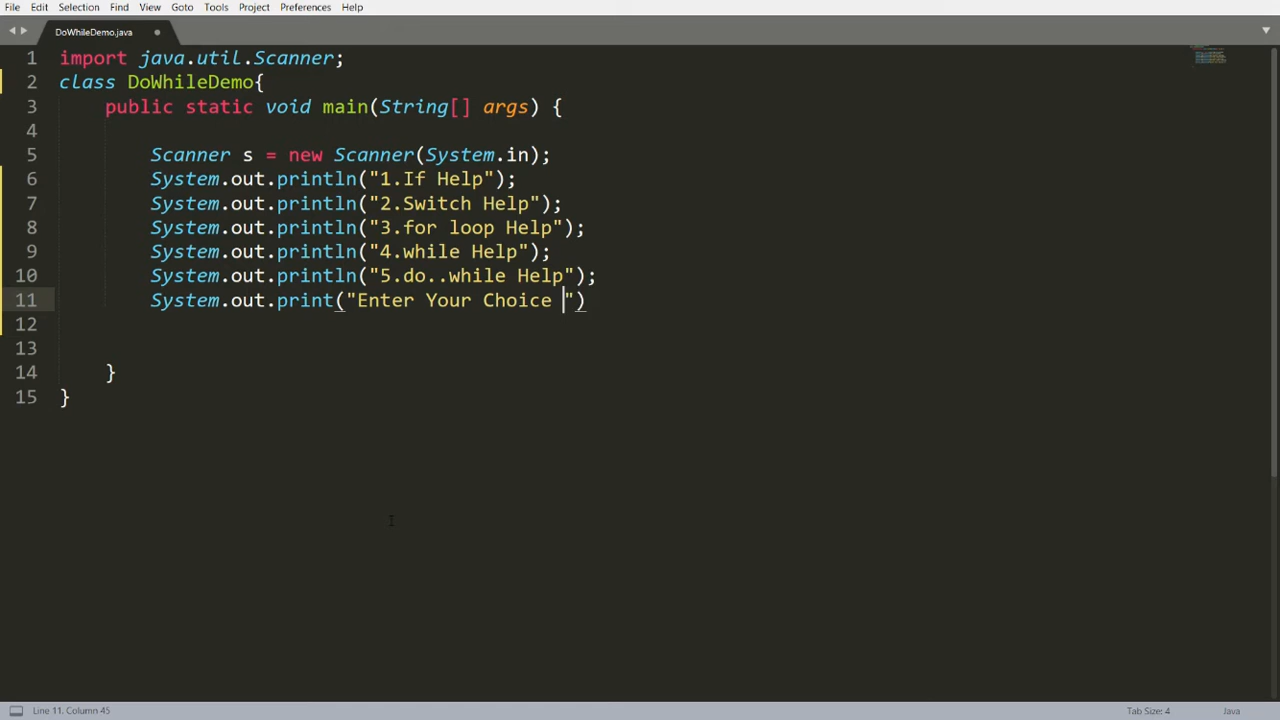 File Edit Selection Find View Goto Tools Project Preferences Help
DoWhileDemo.java
1 import java.util.Scanner;
2 class DoWhileDemo{
3 public static void main(String[] args) {
4
5 Scanner s = new Scanner(System.in);
6 System.out.println("1.If Help");
7 System.out.println("2.Switch Help");
8 System.out.println("3.for loop Help");
9 System.out.println("4.while Help");
10 System.out.println("5.do..while Help");
11 System.out.print("Enter Your Choice ")
12
13
14 }
15 }
Line 11, Column 45 Tab Size: 4 Java